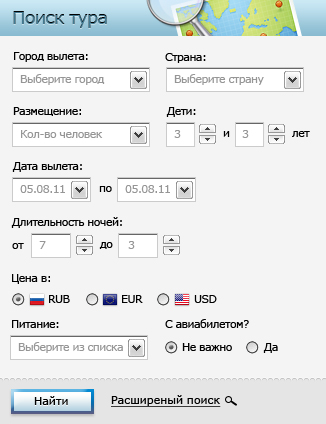 Поиск тура
Город вылета: Страна:
Выберите город Выберите страну
Размещение: Дети:
Кол-во человек 3 и 3 лет
Дата вылета:
05.08.11 по 05.08.11
Длительность ночей:
от 7 до 3
Цена в:
RUB EUR USD
Питание: С авиабилетом?
Выберите из списка Не важно Да
Найти Расширеный поиск